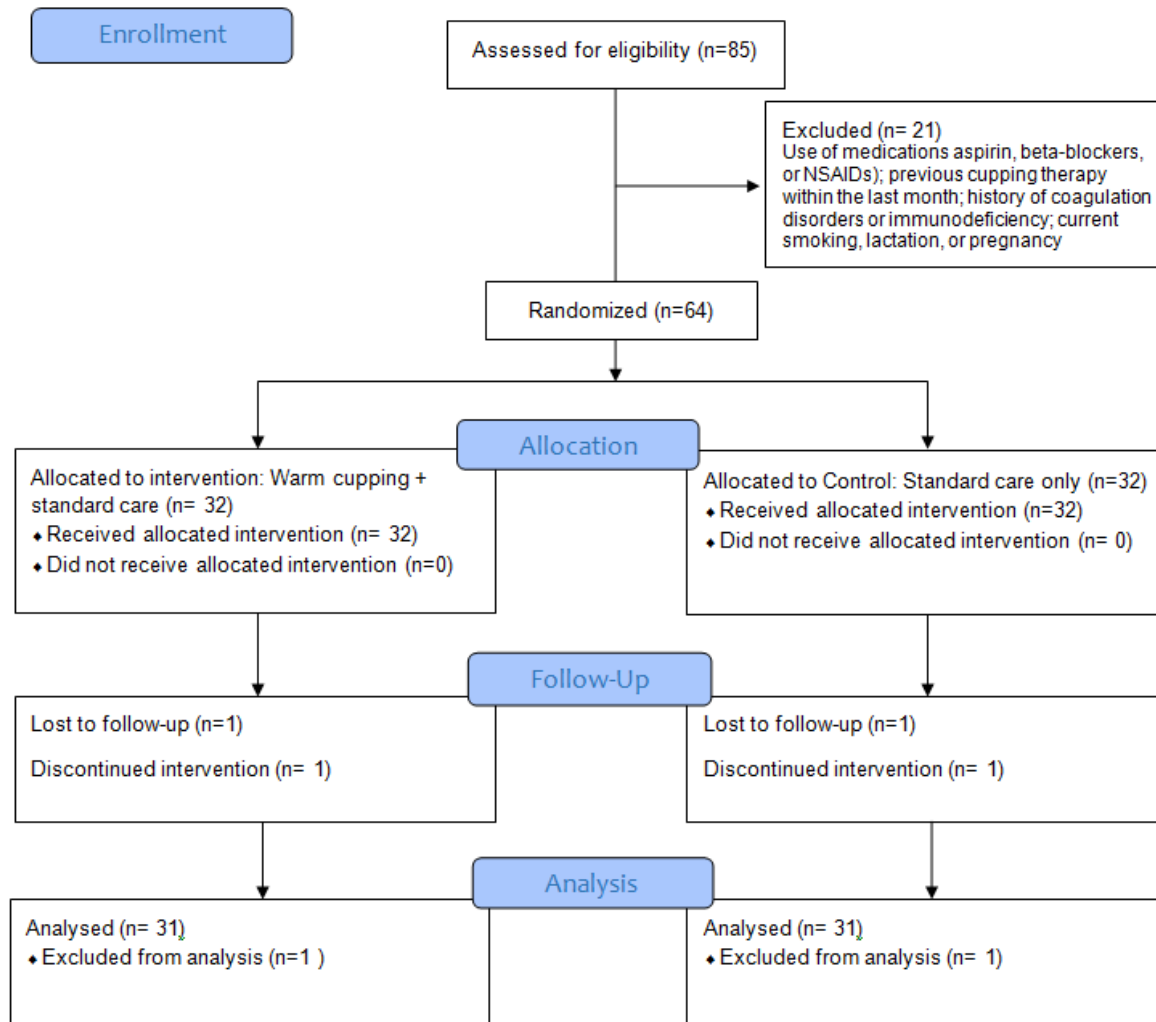 Enrollment
Assessed for eligibility (n=85)
Excluded (n= 21)
Use of medications aspirin, beta-blockers,
or NSAIDs); previous cupping therapy
within the last month; history of coagulation
disorders or immunodeficiency; current
smoking, lactation, or pregnancy
Randomized (n=64)
Allocation
Allocated to intervention: Warm cupping +
standard care (n= 32)
⬥ Received allocated intervention (n= 32)
⬥ Did not receive allocated intervention (n=0)
Allocated to Control: Standard care only (n=32)
⬥ Received allocated intervention (n=32)
⬥ Did not receive allocated intervention (n= 0)
Follow-Up
Lost to follow-up (n=1)
Discontinued intervention (n= 1)
Lost to follow-up (n=1)
Discontinued intervention (n= 1)
Analysis
Analysed (n= 31)
⬥ Excluded from analysis (n=1 )
Analysed (n= 31)
⬥ Excluded from analysis (n= 1)